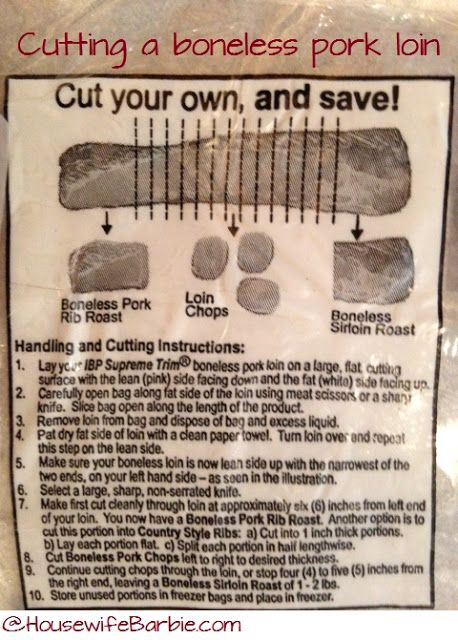 Cutting a boneless pork loin
Cut your own, and save!
Boneless Pork
Rib Roast
Loin
Chops
Boneless
Sirloin Roast
Handling and Cutting Instructions:
1. Lay your IBP Supreme Trim® boneless pork loin on a large, flat cutting
surface with the lean (pink) side facing down and the fat (white) side facing up.
2. Carefully open bag along fat side of the loin using meat scissors or a sharp
knife. Slice bag open along the length of the product.
3. Remove loin from bag and dispose of bag and excess liquid.
4. Pat dry fat side of loin with a clean paper towel. Turn loin over and repeat
this step on the lean side.
5. Make sure your boneless loin is now lean side up with the narrowest of the
two ends, on your left hand side – as seen in the illustration.
6. Select a large, sharp, non-serrated knife.
7. Make first cut cleanly through loin at approximately six (6) inches from left end
of your loin. You now have a Boneless Pork Rib Roast. Another option is to
cut this portion into Country Style Ribs: a) Cut into 1 inch thick portions.
b) Lay each portion flat. c) Split each portion in half lengthwise.
8. Cut Boneless Pork Chops left to right to desired thickness.
9. Continue cutting chops through the loin, or stop four (4) to five (5) inches from
the right end, leaving a Boneless Sirloin Roast of 1 - 2 lbs.
10. Store unused portions in freezer bags and place in freezer.
@HousewifeBarbie.com